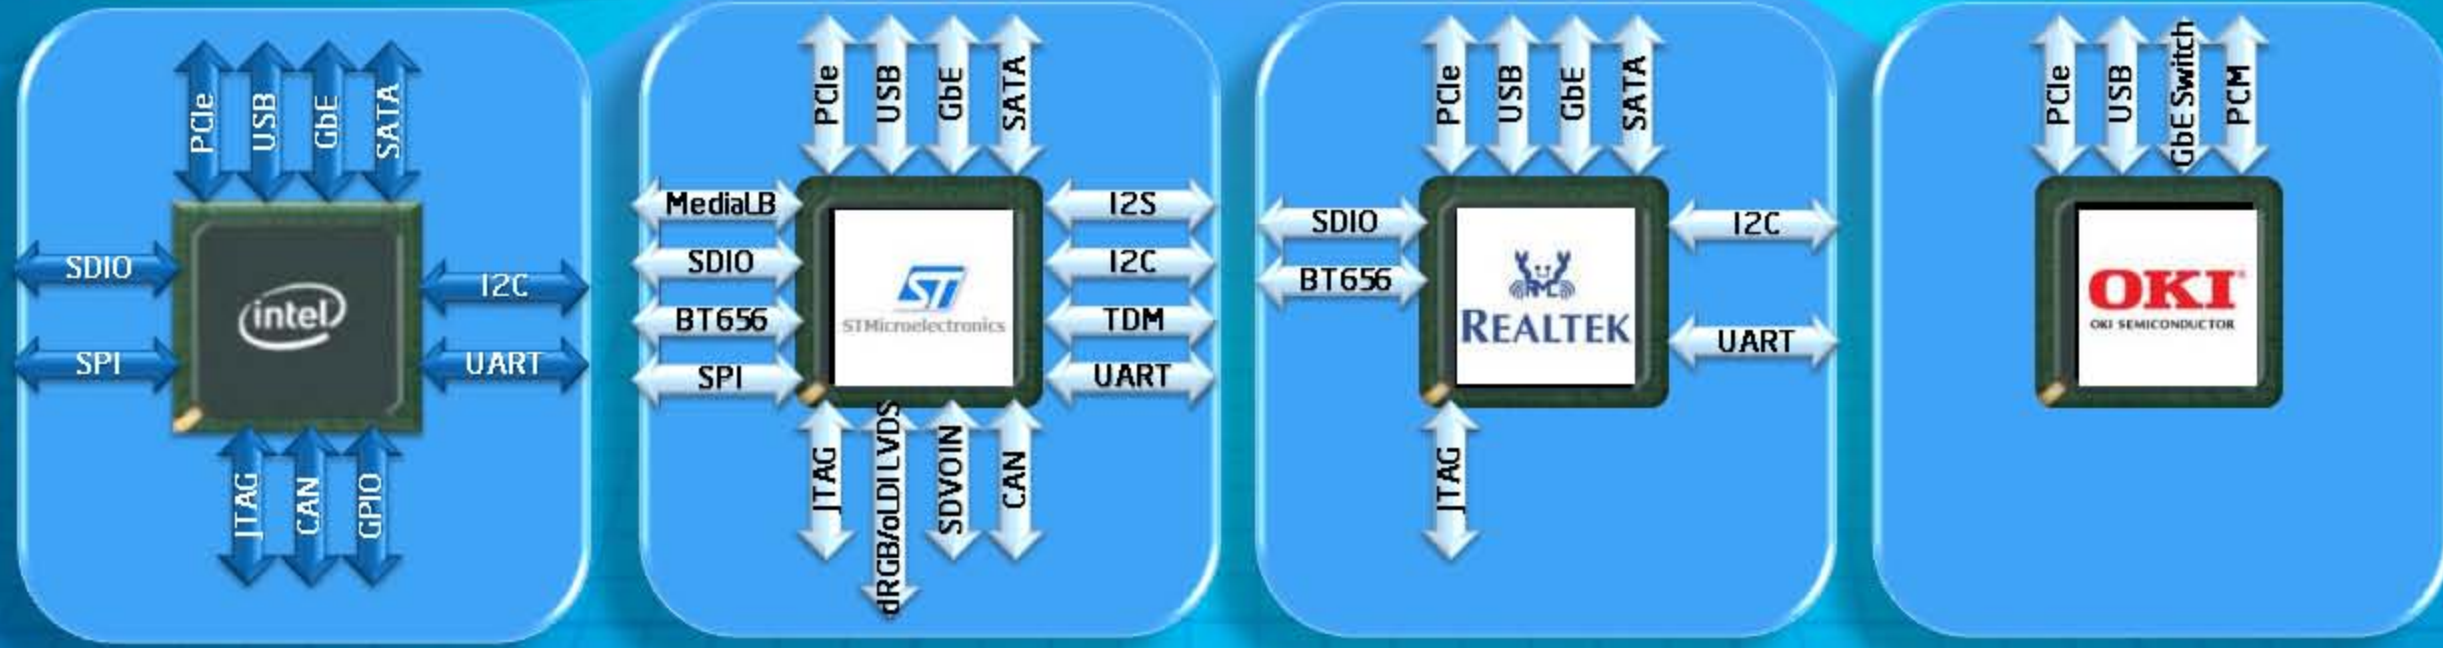 PCIe
USB
GbE
SATA
SDIO
SPI
intel
I2C
UART
JTAG
CAN
GPIO
PCIe
USB
GbE
SATA
MediaLB
SDIO
BT656
SPI
ST
STMicroelectronics
I2S
I2C
TDM
UART
JTAG
dRGB/oLDI LVDS
SDVOIN
CAN
PCIe
USB
GbE
SATA
SDIO
BT656
REALTEK
I2C
UART
JTAG
PCIe
USB
GbE Switch
PCM
OKI
OKI SEMICONDUCTOR